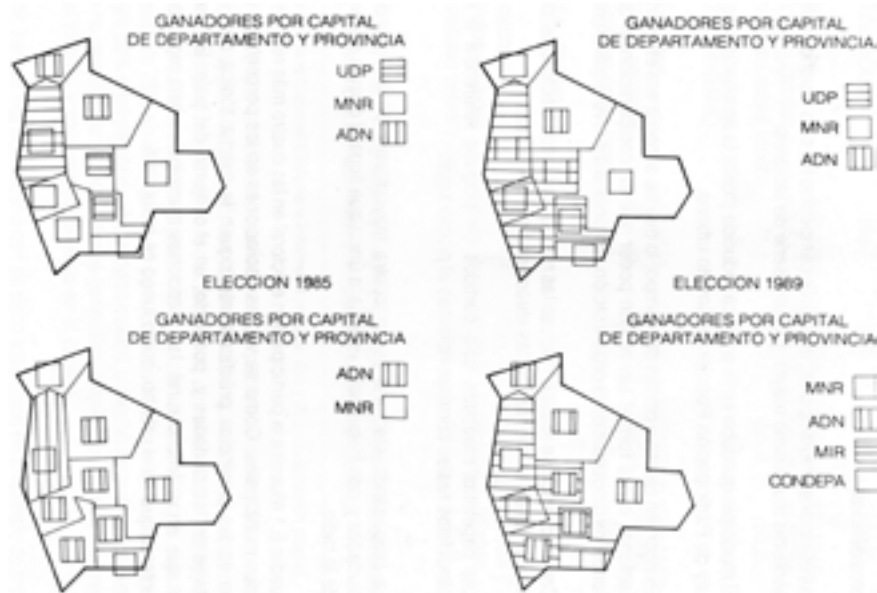 GANADORES POR CAPITAL
DE DEPARTAMENTO Y PROVINCIA
UDP
MNR
ADN
GANADORES POR CAPITAL
DE DEPARTAMENTO Y PROVINCIA
UDP
MNR
ADN
ELECCION 1985
GANADORES POR CAPITAL
DE DEPARTAMENTO Y PROVINCIA
ADN
MNR
ELECCION 1989
GANADORES POR CAPITAL
DE DEPARTAMENTO Y PROVINCIA
MNR
ADN
MIR
CONDEPA